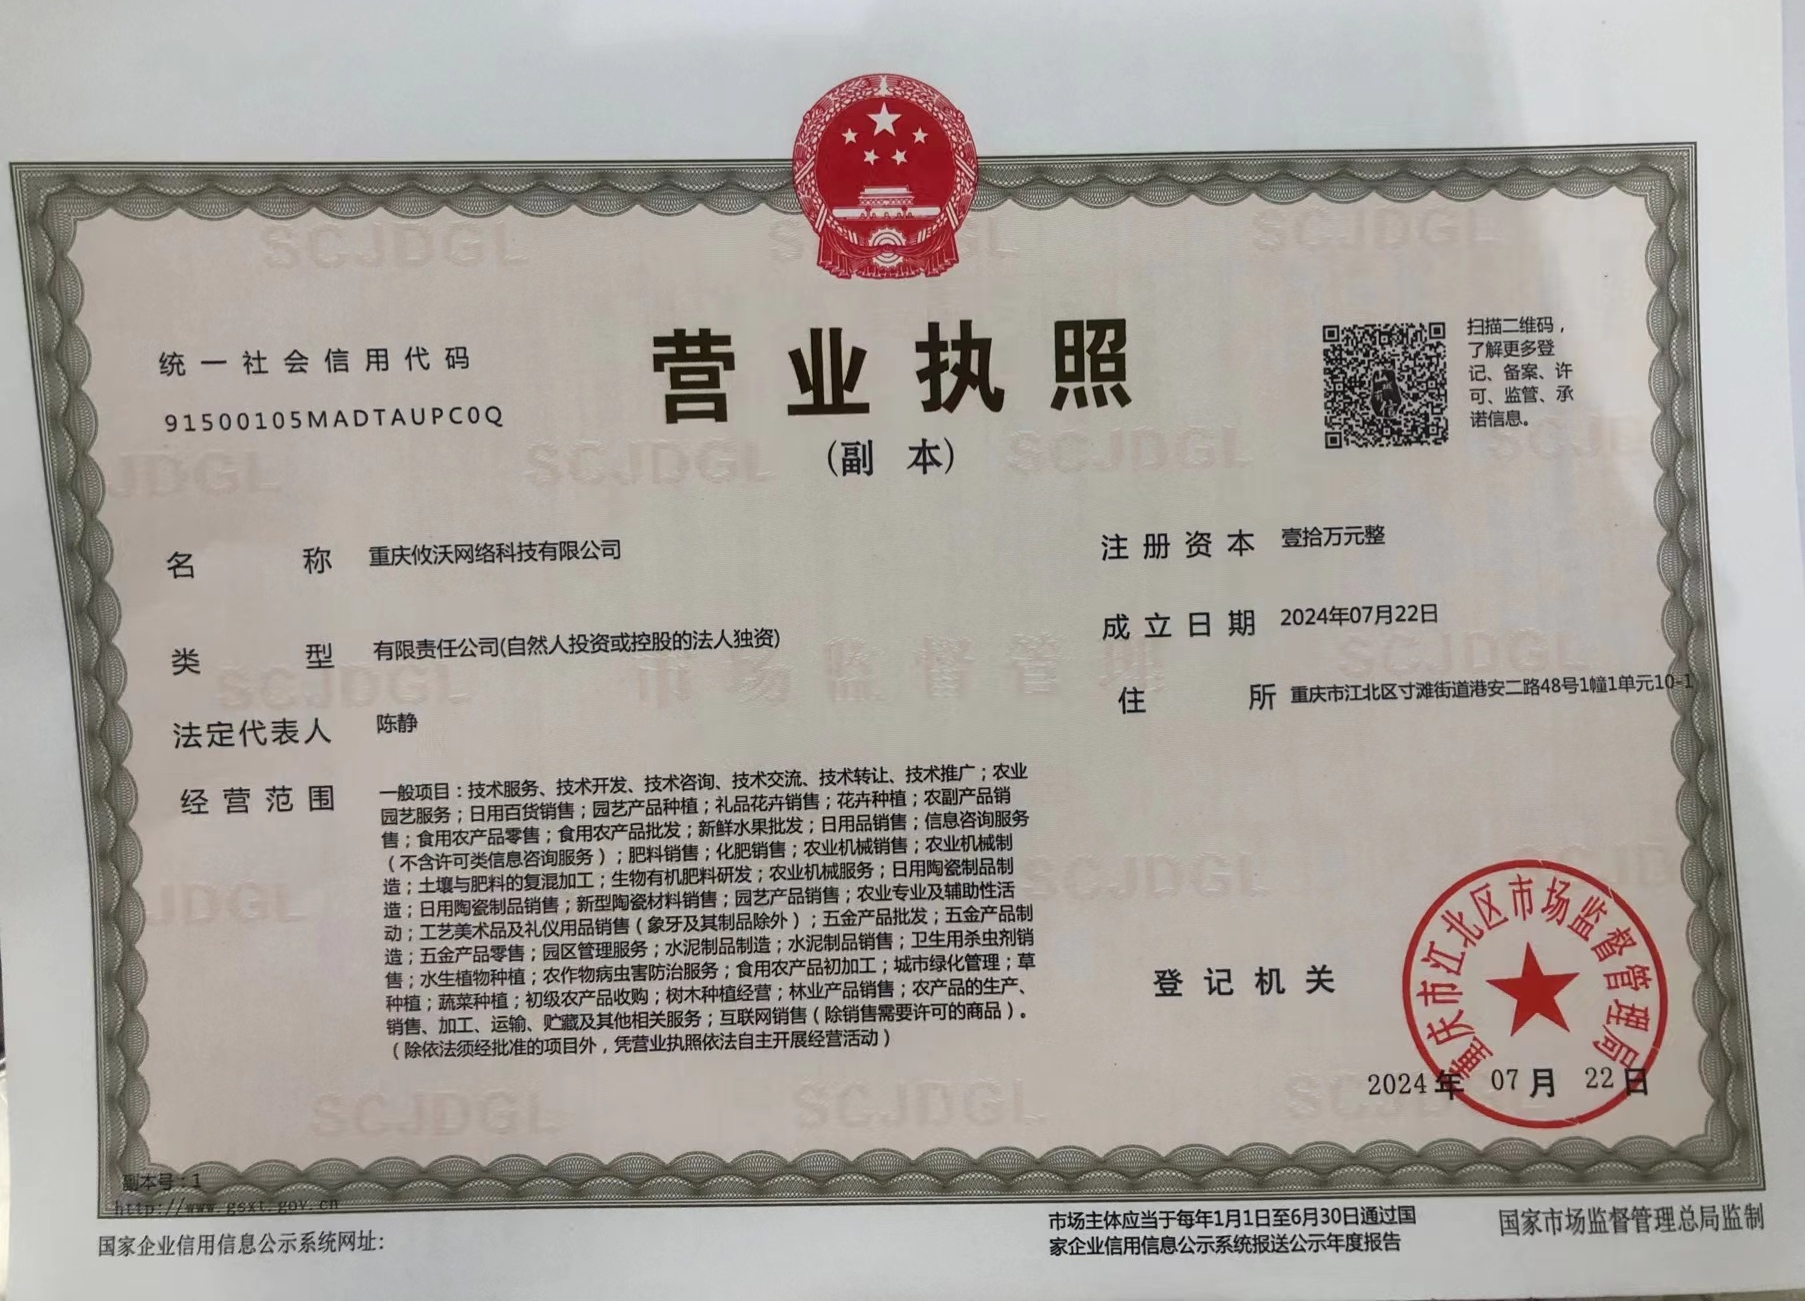 统一社会信用代码
91500105MADTAUPC0Q
营业执照
(副 本)
扫描二维码，
了解更多登
记、备案、许
可、监管、承
诺信息。
名 称 重庆攸沃网络科技有限公司
类 型 有限责任公司(自然人投资或控股的法人独资)
法定代表人 陈静
经营范围 一般项目：技术服务、技术开发、技术咨询、技术交流、技术转让、技术推广；农业
园艺服务；日用百货销售；园艺产品种植；礼品花卉销售；花卉种植；农副产品销
售；食用农产品零售；食用农产品批发；新鲜水果批发；日用品销售；信息咨询服务
（不含许可类信息咨询服务）；肥料销售；化肥销售；农业机械销售；农业机械制
造；土壤与肥料的复混加工；生物有机肥料研发；农业机械服务；日用陶瓷制品制
造；日用陶瓷制品销售；新型陶瓷材料销售；园艺产品销售；农业专业及辅助性活
动；工艺美术品及礼仪用品销售（象牙及其制品除外）；五金产品批发；五金产品制
造；五金产品零售；园区管理服务；水泥制品制造；水泥制品销售；卫生用杀虫剂销
售；水生植物种植；农作物病虫害防治服务；食用农产品初加工；城市绿化管理；草
种植；蔬菜种植；初级农产品收购；树木种植经营；林业产品销售；农产品的生产、
销售、加工、运输、贮藏及其他相关服务；互联网销售（除销售需要许可的商品）。
（除依法须经批准的项目外，凭营业执照依法自主开展经营活动）
注册资本 壹拾万元整
成立日期 2024年07月22日
住 所 重庆市江北区寸滩街道港安二路48号1幢1单元10-1
登记机关
重庆市江北区市场监督管理局
2024年 07月 22日
SCJDGL
市场监督管理
副本号：1
http://www.gsxt.gov.cn
国家企业信用信息公示系统网址:
市场主体应当于每年1月1日至6月30日通过国
家企业信用信息公示系统报送公示年度报告
国家市场监督管理总局监制